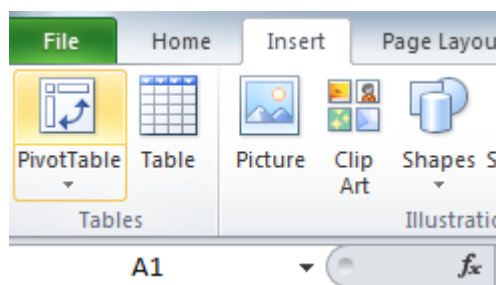 File Home Insert Page Layou
PivotTable Table Picture Clip Art Shapes S
Tables Illustratio
A1 fx